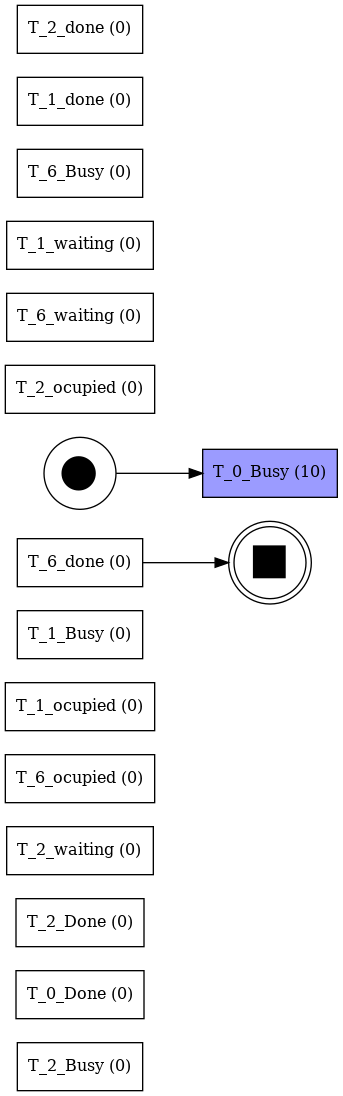 T_2_done (0)
T_1_done (0)
T_6_Busy (0)
T_1_waiting (0)
T_6_waiting (0)
T_2_ocupied (0)
T_0_Busy (10)
T_6_done (0)
T_1_Busy (0)
T_1_ocupied (0)
T_6_ocupied (0)
T_2_waiting (0)
T_2_Done (0)
T_0_Done (0)
T_2_Busy (0)